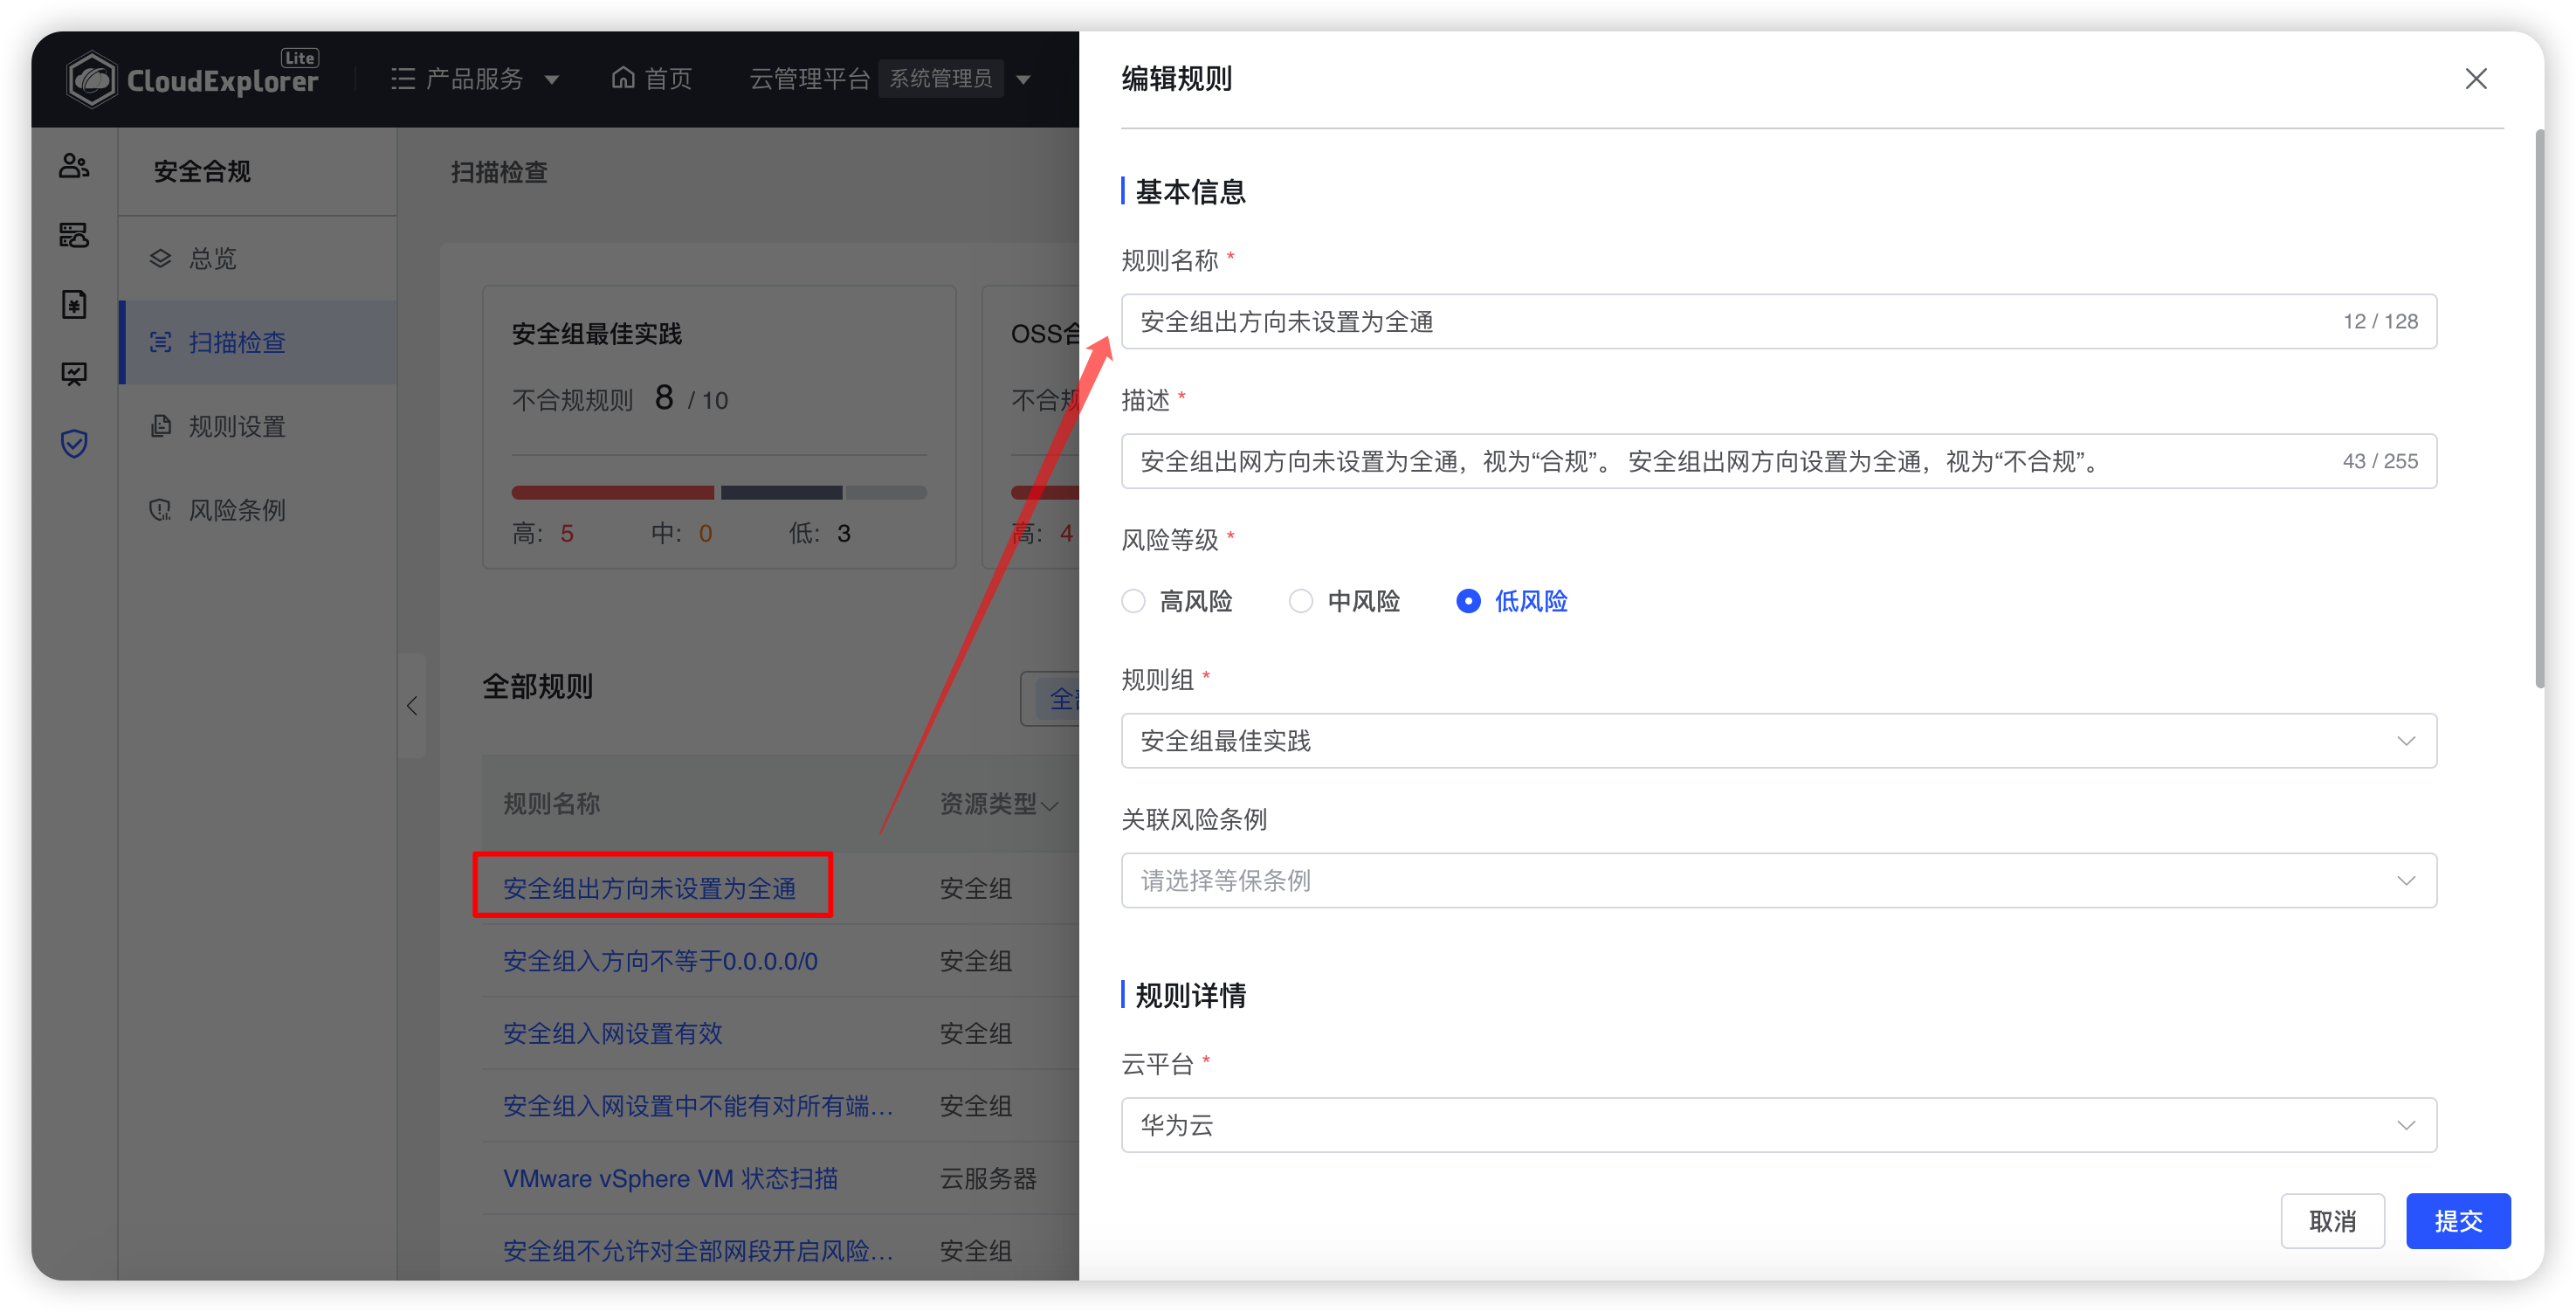 CloudExplorer Lite
产品服务
首页
云管理平台 系统管理员
安全合规
总览
扫描检查
规则设置
风险条例
扫描检查
安全组最佳实践
不合规规则 8 / 10
高: 5 中: 0 低: 3
OSS合
不合规
高: 4
全部规则
全部
规则名称 资源类型
安全组出方向未设置为全通 安全组
安全组入方向不等于0.0.0.0/0 安全组
安全组入网设置有效 安全组
安全组入网设置中不能有对所有端... 安全组
VMware vSphere VM 状态扫描 云服务器
安全组不允许对全部网段开启风险... 安全组
编辑规则
基本信息
规则名称 *
安全组出方向未设置为全通 12 / 128
描述 *
安全组出网方向未设置为全通，视为“合规”。 安全组出网方向设置为全通，视为“不合规”。 43 / 255
风险等级 *
高风险 中风险 低风险
规则组 *
安全组最佳实践
关联风险条例
请选择等保条例
规则详情
云平台 *
华为云
取消 提交